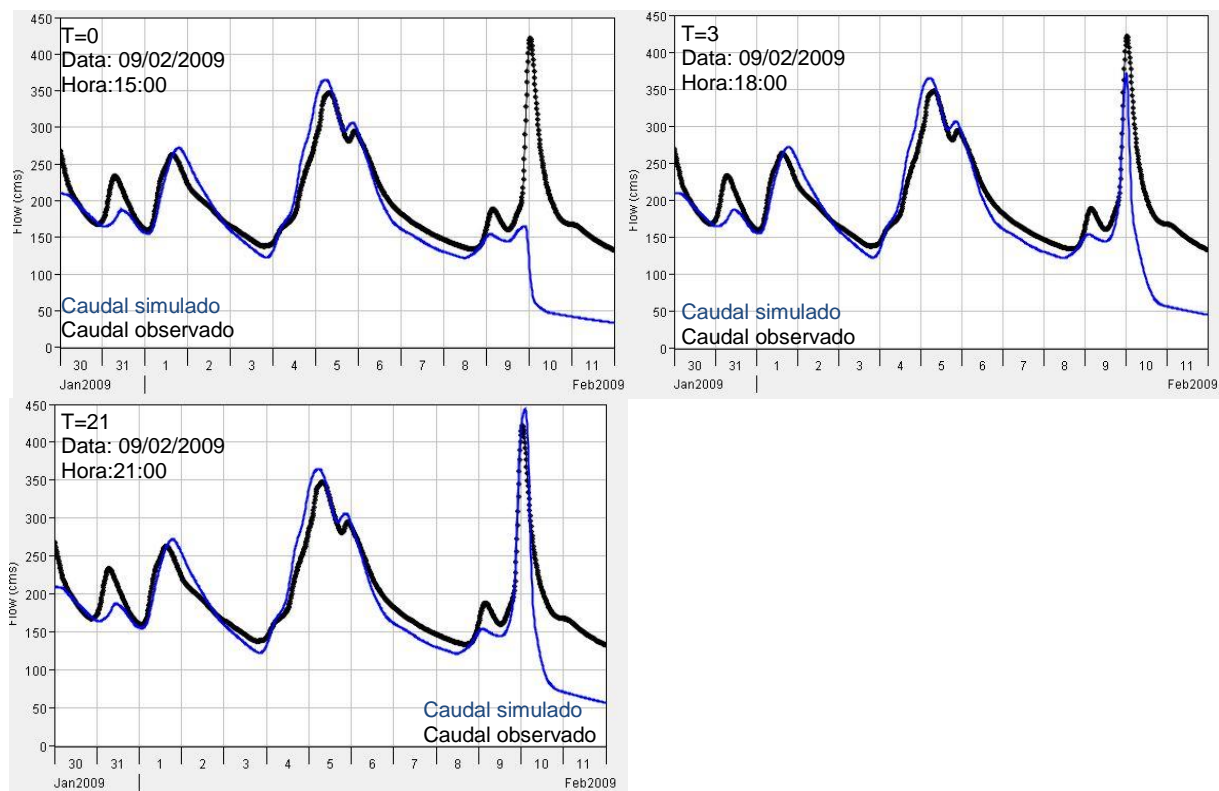 T=0
Data: 09/02/2009
Hora:15:00
450
400
350
300
250
200
150
100
50
0
Flow (cms)
Caudal simulado
Caudal observado
30 31 1 2 3 4 5 6 7 8 9 10 11
Jan2009 Feb2009
T=3
Data: 09/02/2009
Hora:18:00
450
400
350
300
250
200
150
100
50
0
Flow (cms)
Caudal simulado
Caudal observado
30 31 1 2 3 4 5 6 7 8 9 10 11
Jan2009 Feb2009
T=21
Data: 09/02/2009
Hora:21:00
450
400
350
300
250
200
150
100
50
0
Flow (cms)
Caudal simulado
Caudal observado
30 31 1 2 3 4 5 6 7 8 9 10 11
Jan2009 Feb2009